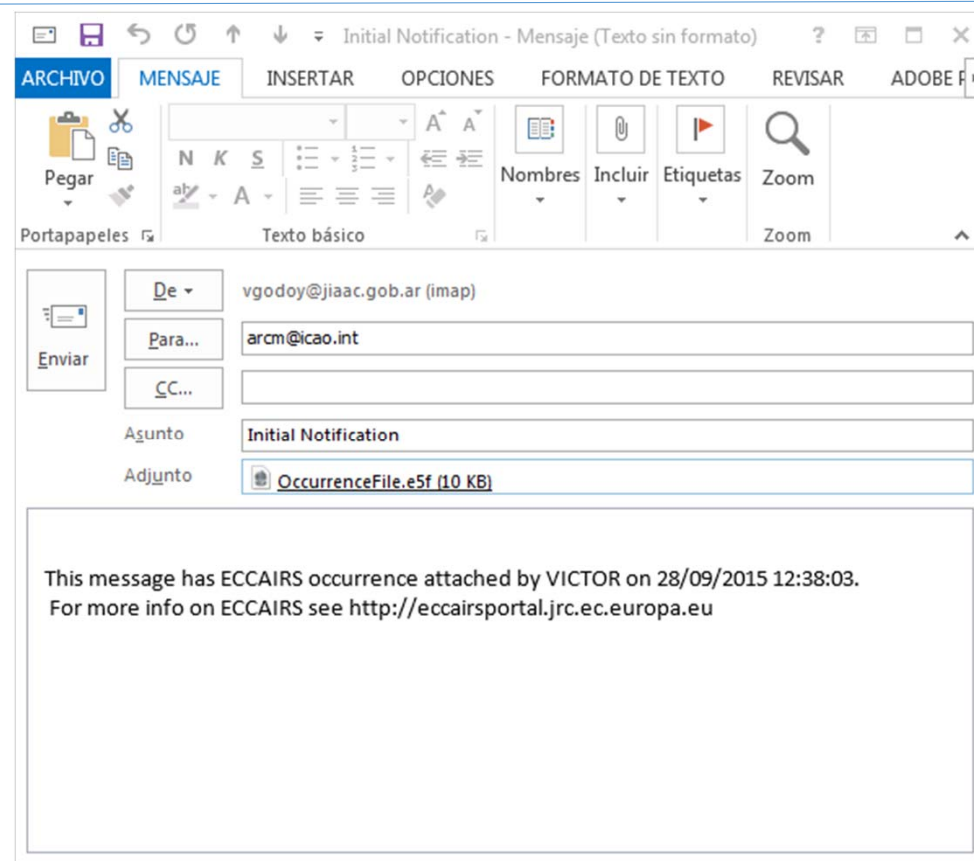 Initial Notification - Mensaje (Texto sin formato) ?
ARCHIVO MENSAJE INSERTAR OPCIONES FORMATO DE TEXTO REVISAR ADOBE
Pegar N K S A A Nombres Incluir Etiquetas Zoom
aby A
Portapapeles Texto básico Zoom
De vgodoy@jiaac.gob.ar (imap)
Enviar Para... arcm@icao.int
CC...
Asunto Initial Notification
Adjunto OccurrenceFile.e5f (10 KB)
This message has ECCAIRS occurrence attached by VICTOR on 28/09/2015 12:38:03.
For more info on ECCAIRS see http://eccairsportal.jrc.ec.europa.eu